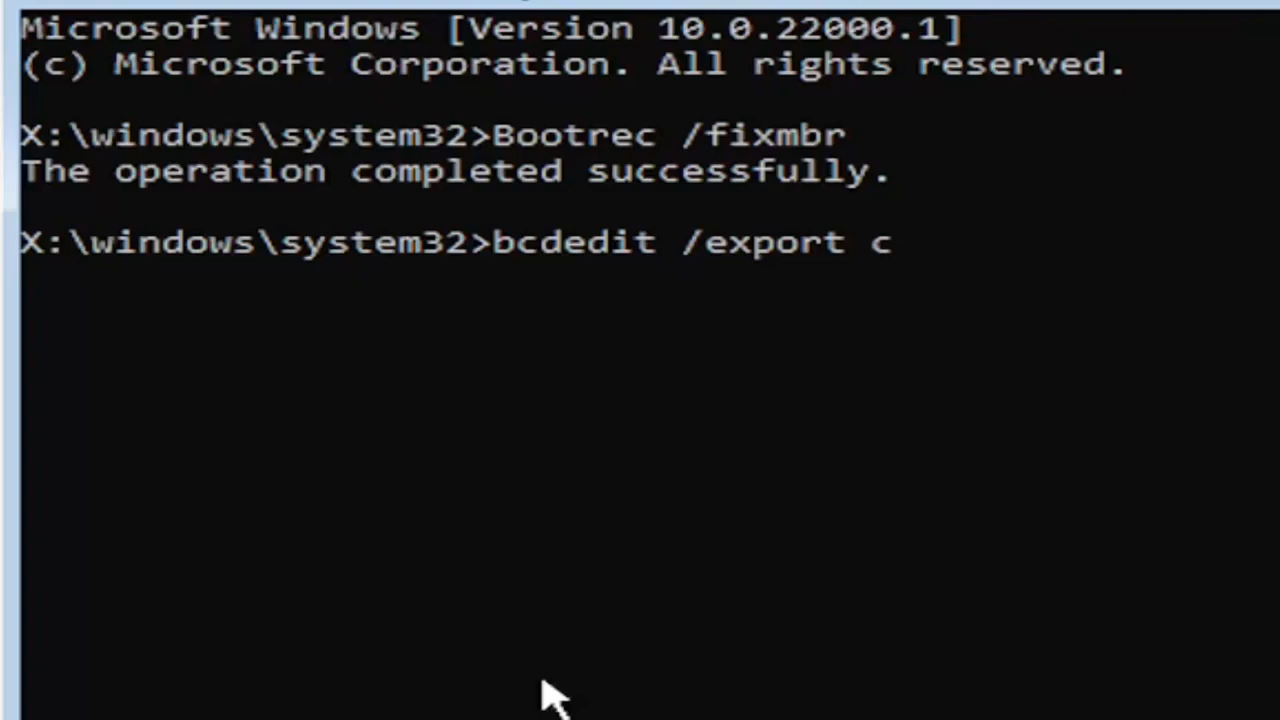 Microsoft Windows [Version 10.0.22000.1]
(c) Microsoft Corporation. All rights reserved.
X:\windows\system32>Bootrec /fixmbr
The operation completed successfully.
X:\windows\system32>bcdedit /export c